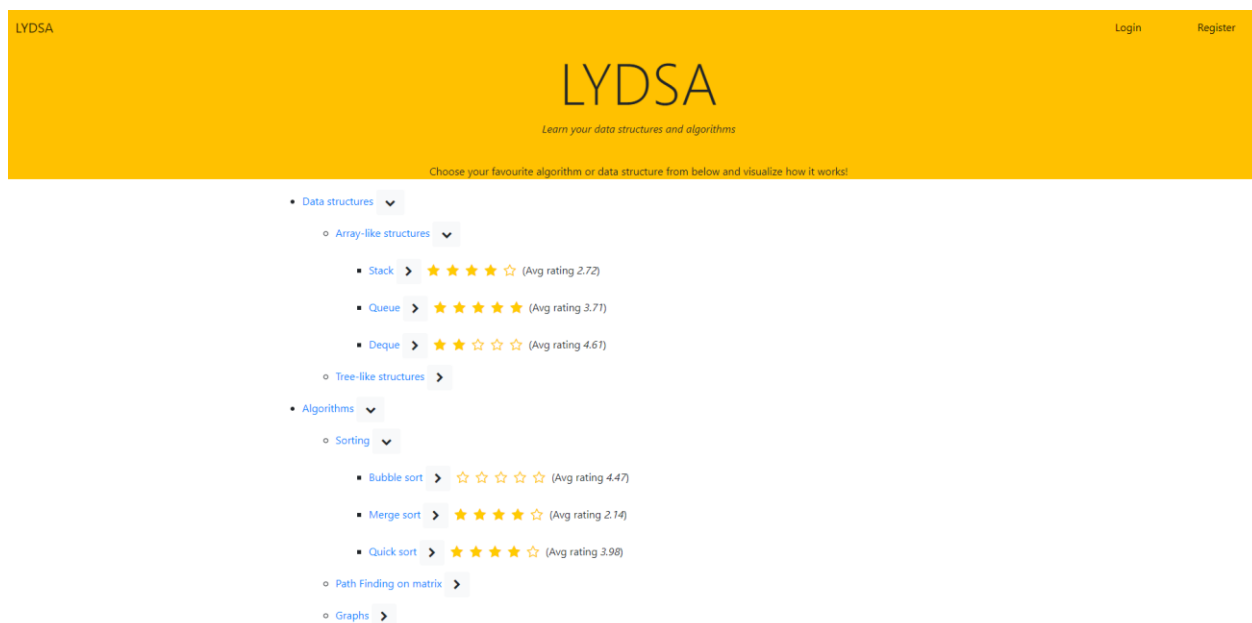 LYDSA Login Register
LYDSA
Learn your data structures and algorithms
Choose your favourite algorithm or data structure from below and visualize how it works!
Data structures
Array-like structures
Stack (Avg rating 2.72)
Queue (Avg rating 3.71)
Deque (Avg rating 4.61)
Tree-like structures
Algorithms
Sorting
Bubble sort (Avg rating 4.47)
Merge sort (Avg rating 2.14)
Quick sort (Avg rating 3.98)
Path Finding on matrix
Graphs